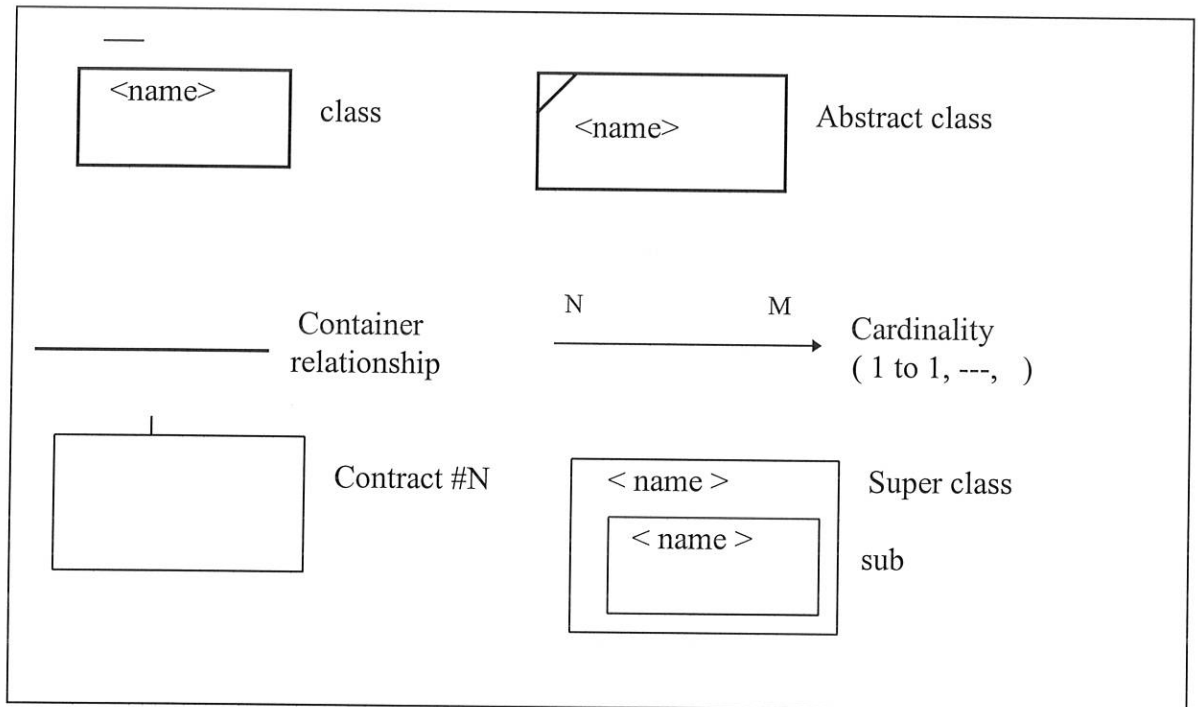 <name>
class
<name>
Abstract class
Container
relationship
N M
Cardinality
( 1 to 1, ---, )
Contract #N
< name >
Super class
< name >
sub